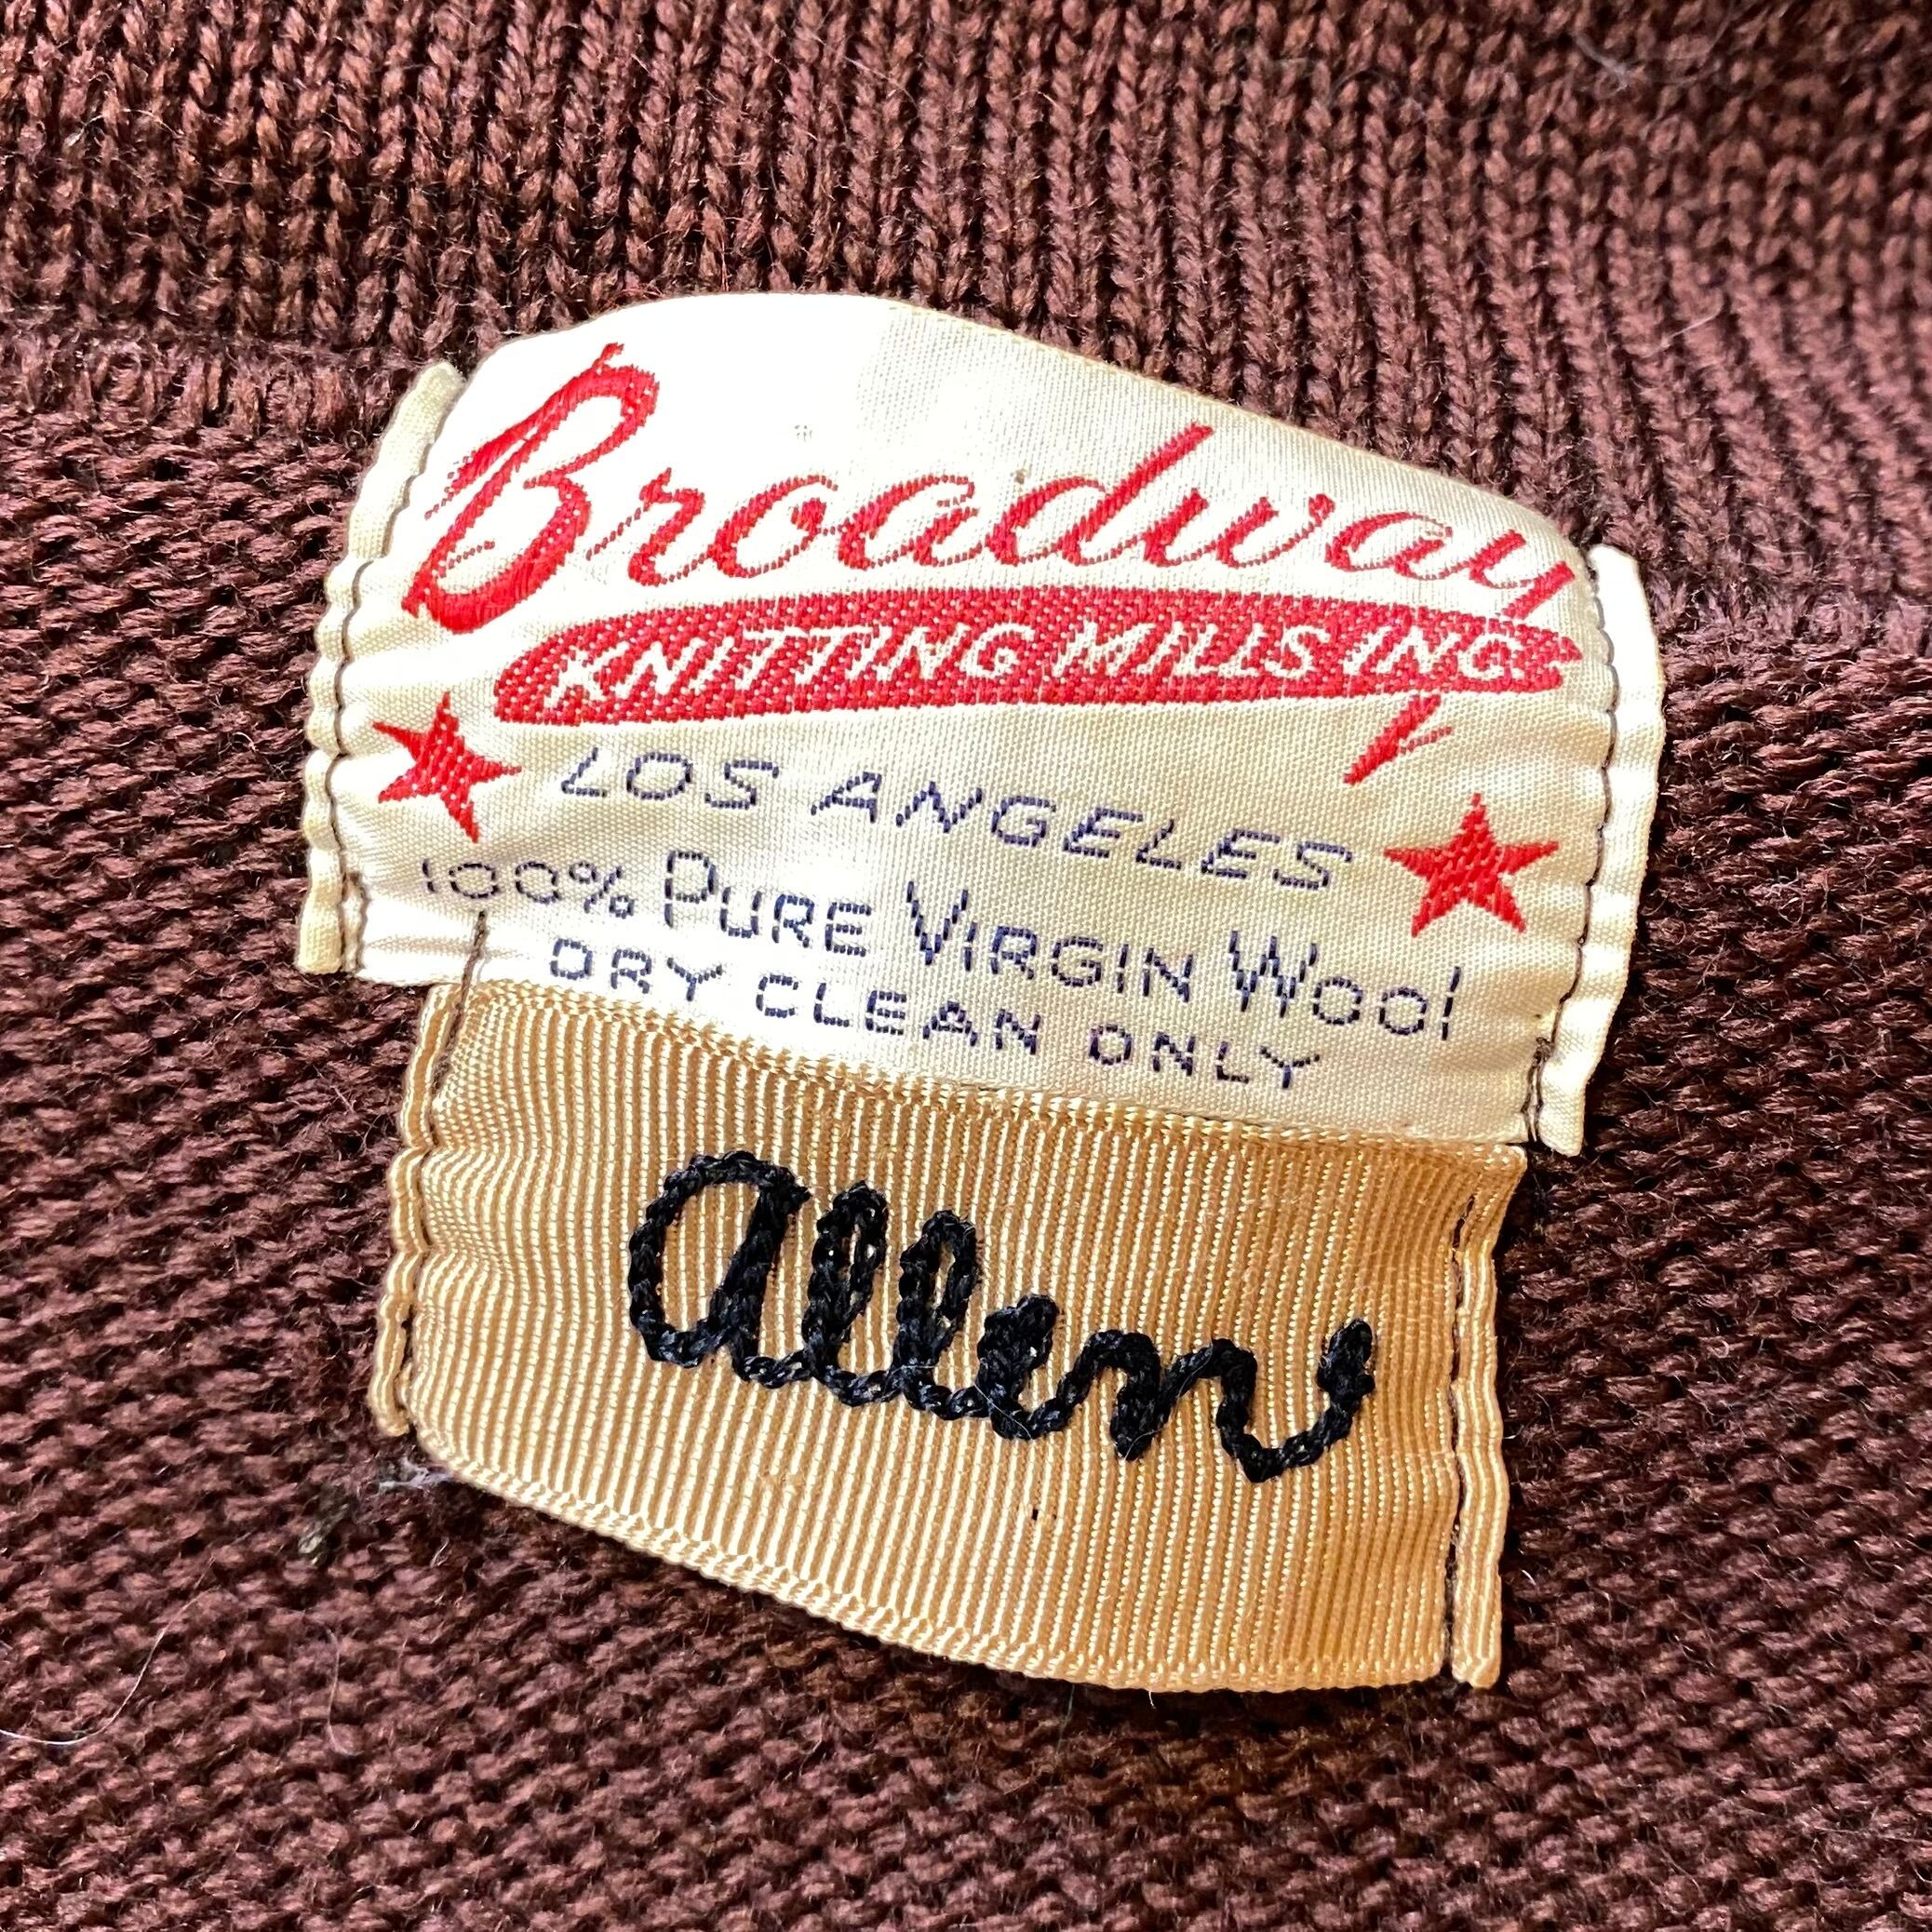 Broadway
KNITTING MILLS INC.
LOS ANGELES
100% PURE VIRGIN Wool
DRY CLEAN ONLY
allen